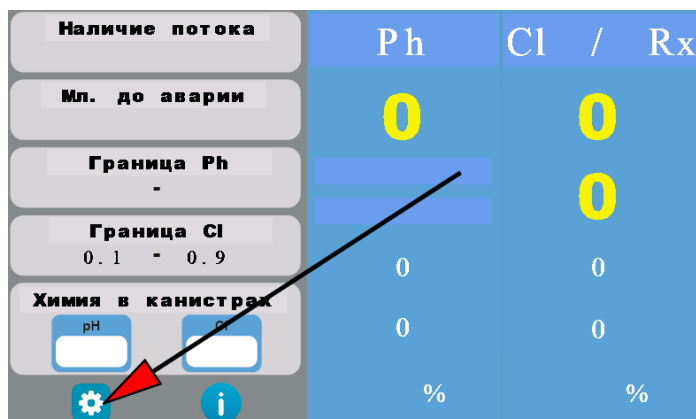 Наличие потока
Мл. до аварии
Граница Ph
-
Граница Cl
0.1 - 0.9
Химия в канистрах
pH Cl
i
Ph Cl / Rx
0 0
0
0 0
0 0
% %